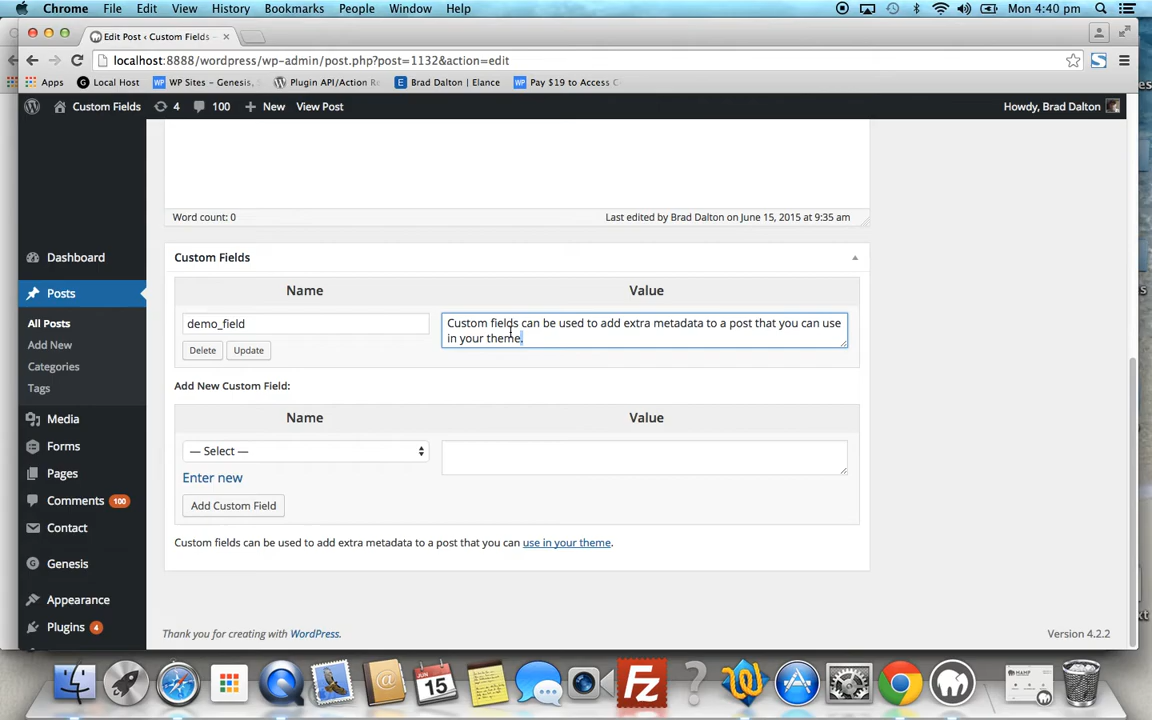 Chrome File Edit View History Bookmarks People Window Help Mon 4:40 pm
Edit Post ‹ Custom Fields –
localhost:8888/wordpress/wp-admin/post.php?post=1132&action=edit
Apps Local Host WP Sites – Genesis, Plugin API/Action Re Brad Dalton | Elance Pay $19 to Access C
Custom Fields 4 100 New View Post Howdy, Brad Dalton
Word count: 0 Last edited by Brad Dalton on June 15, 2015 at 9:35 am
Dashboard
Posts
All Posts
Add New
Categories
Tags
Media
Forms
Pages
Comments 100
Contact
Genesis
Appearance
Plugins 4
Custom Fields
Name Value
demo_field
Custom fields can be used to add extra metadata to a post that you can use
in your theme.
Delete Update
Add New Custom Field:
Name Value
— Select —
Enter new
Add Custom Field
Custom fields can be used to add extra metadata to a post that you can use in your theme.
Thank you for creating with WordPress. Version 4.2.2
JUN
15